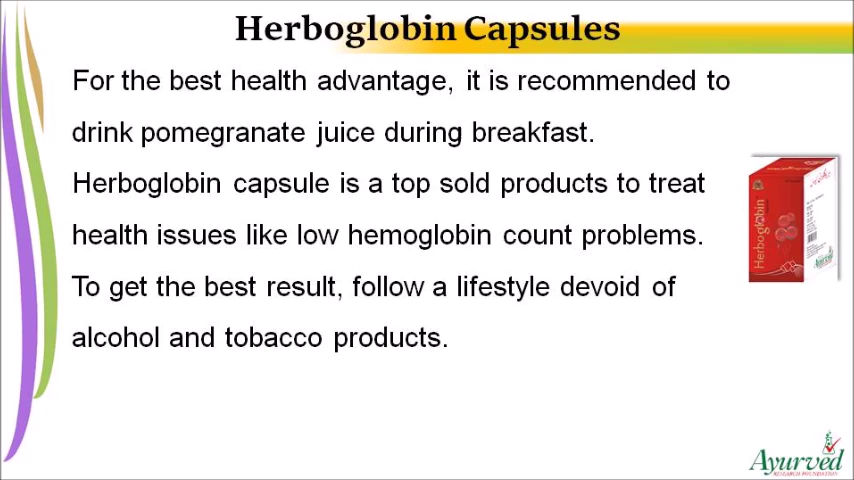 Herboglobin Capsules
For the best health advantage, it is recommended to
drink pomegranate juice during breakfast.
Herboglobin capsule is a top sold products to treat
health issues like low hemoglobin count problems.
To get the best result, follow a lifestyle devoid of
alcohol and tobacco products.
Herboglobin
Ayurved
RESEARCH FOUNDATION